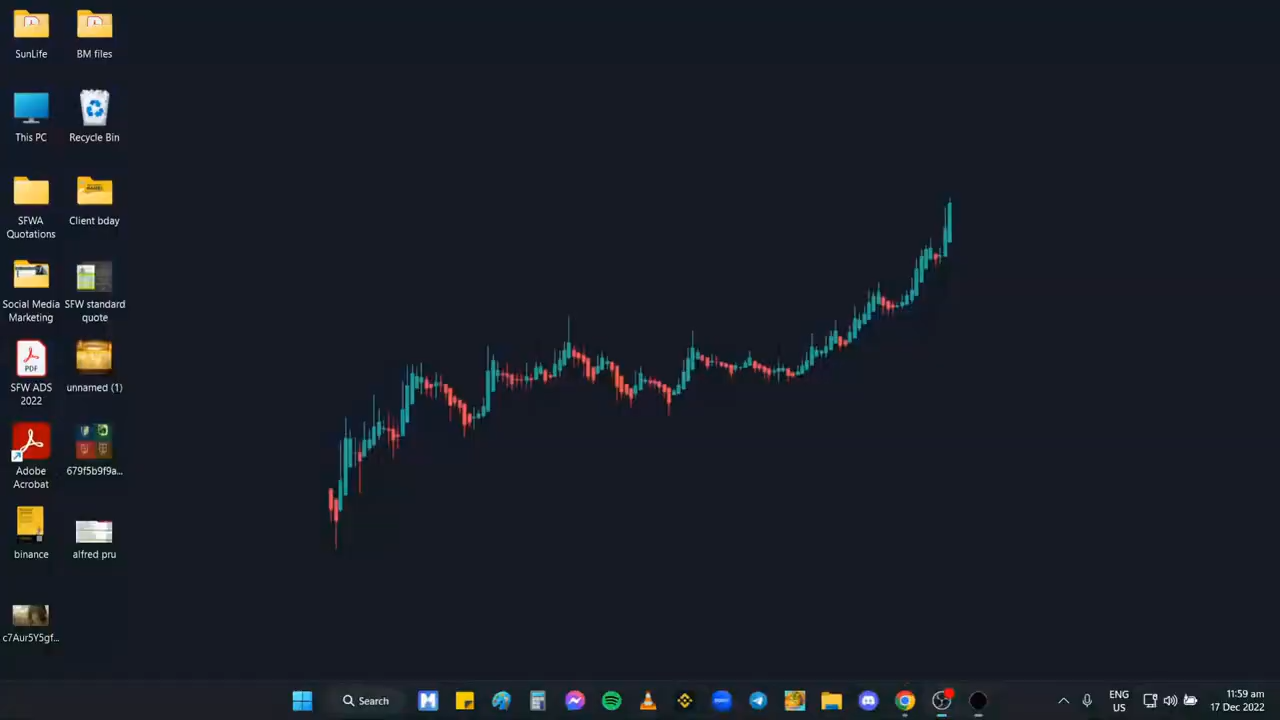 SunLife
BM files
This PC
Recycle Bin
SFWA
Quotations
Client bday
Social Media
Marketing
SFW standard
quote
SFW ADS
2022
unnamed (1)
Adobe
Acrobat
679f5b9f9a...
binance
alfred pru
c7Aur5Y5gf...
PDF
Search
ENG
US
11:59 am
17 Dec 2022